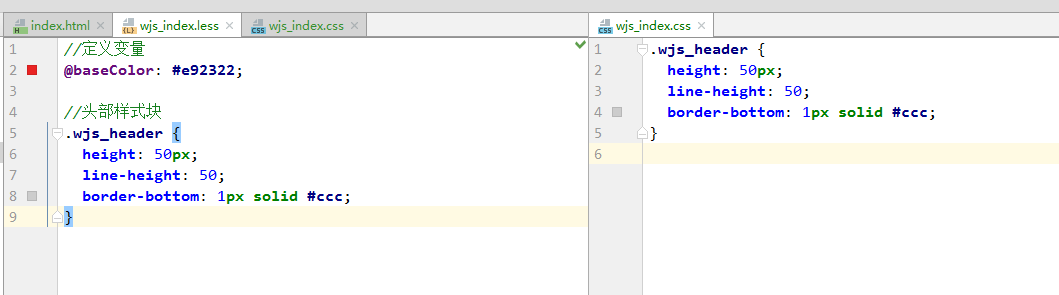 index.html wjs_index.less wjs_index.css
1 //定义变量
2 @baseColor: #e92322;
3
4 //头部样式块
5 .wjs_header {
6 height: 50px;
7 line-height: 50;
8 border-bottom: 1px solid #ccc;
9 }
wjs_index.css
1 .wjs_header {
2 height: 50px;
3 line-height: 50;
4 border-bottom: 1px solid #ccc;
5 }
6